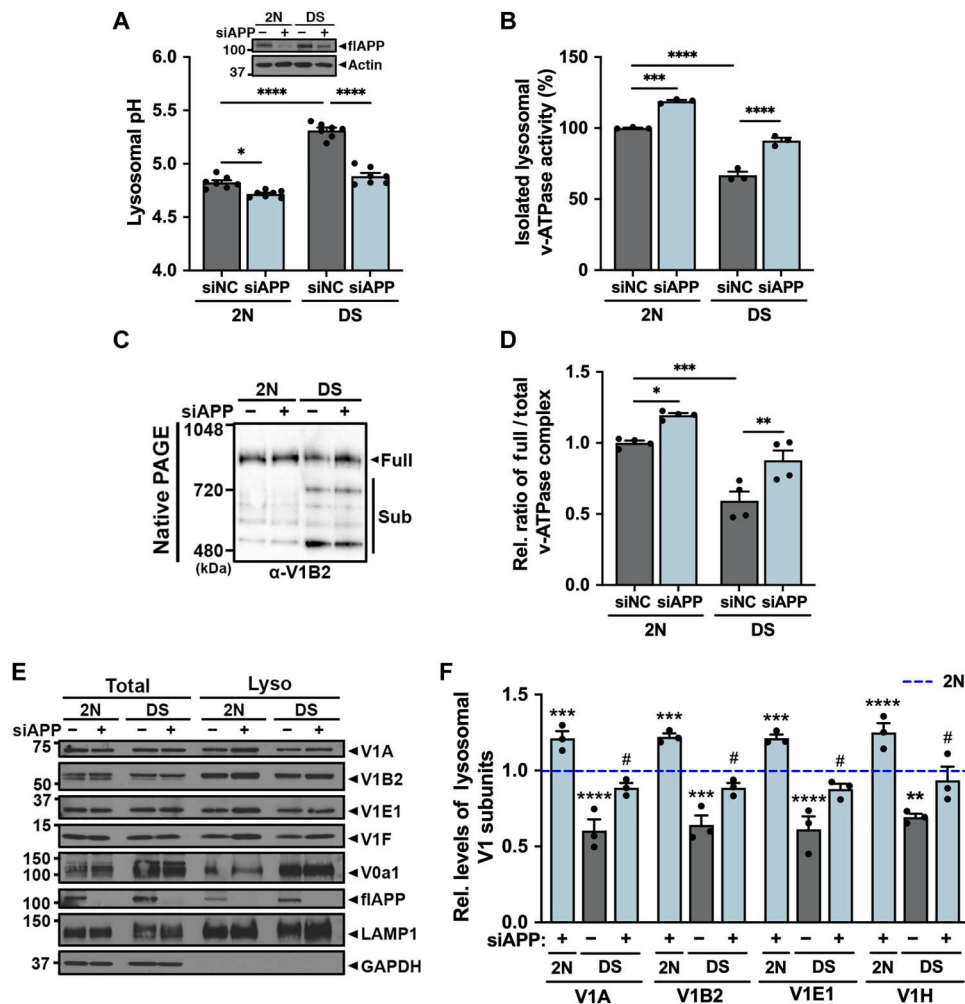 A
2N DS
siAPP – + – +
100 flAPP
37 Actin
Lysosomal pH
6.0
5.5
5.0
4.5
4.0
**** ****
*
siNC siAPP siNC siAPP
2N DS
B
Isolated lysosomal
v-ATPase activity (%)
150
100
50
0
****
***
****
siNC siAPP siNC siAPP
2N DS
C
2N DS
siAPP – + – +
Native PAGE
1048
720
480
(kDa)
Full
Sub
α-V1B2
D
Rel. ratio of full / total
v-ATPase complex
1.5
1.0
0.5
0.0
***
*
**
siNC siAPP siNC siAPP
2N DS
E
Total Lyso
2N DS 2N DS
siAPP – + – + – + – +
75 V1A
50 V1B2
37 V1E1
15 V1F
150
100 V0a1
100 flAPP
150 LAMP1
37 GAPDH
F
2N
Rel. levels of lysosomal
V1 subunits
1.5
1.0
0.5
0.0
*** **** # *** *** # *** **** # **** ** #
siAPP: + – + + – + + – + + – +
2N DS 2N DS 2N DS 2N DS
V1A V1B2 V1E1 V1H